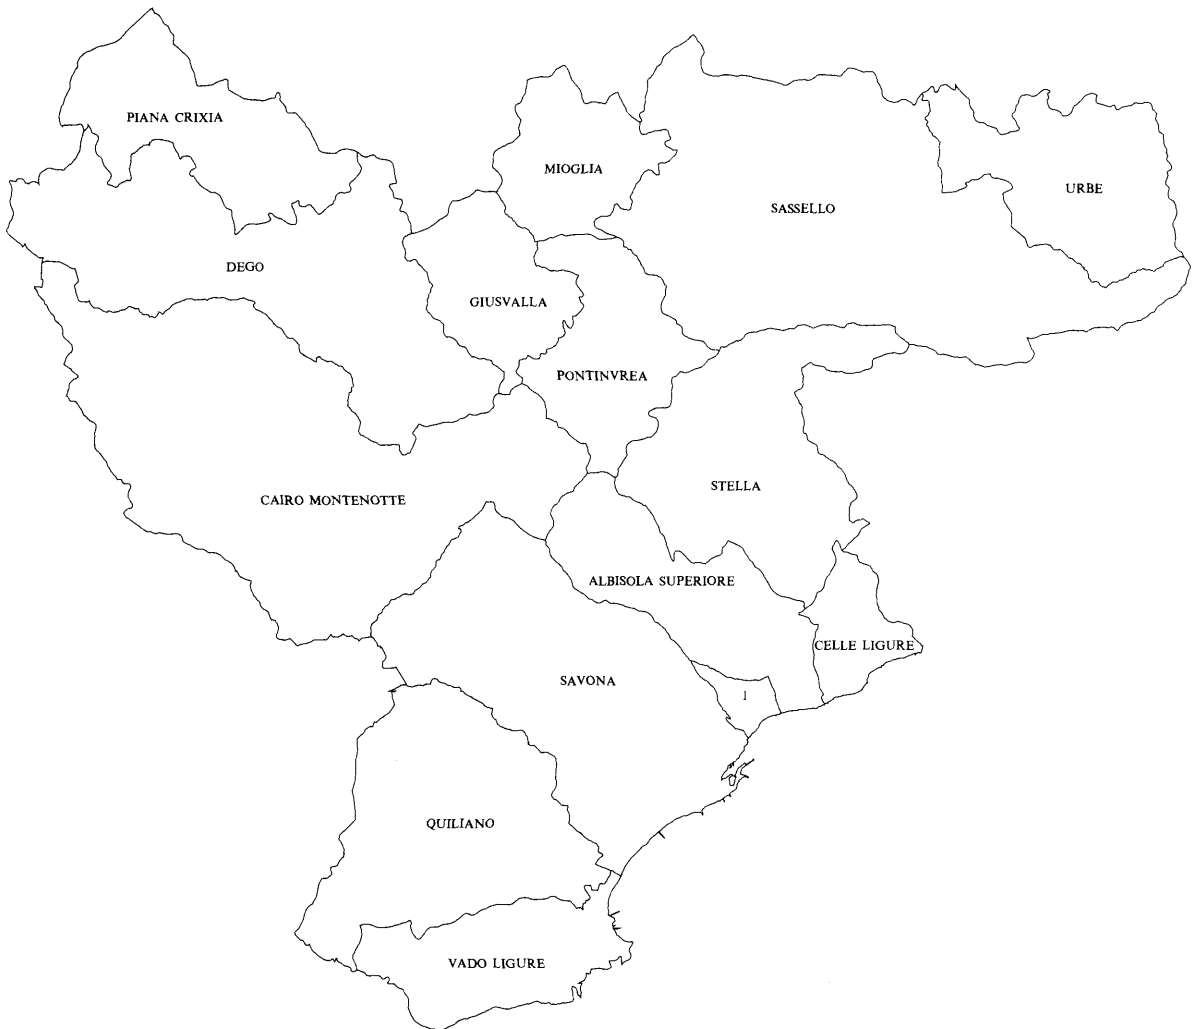 PIANA CRIXIA
MIOGLIA
URBE
SASSELLO
DEGO
GIUSVALLA
PONTINVREA
STELLA
CAIRO MONTENOTTE
ALBISOLA SUPERIORE
CELLE LIGURE
SAVONA
1
QUILIANO
VADO LIGURE